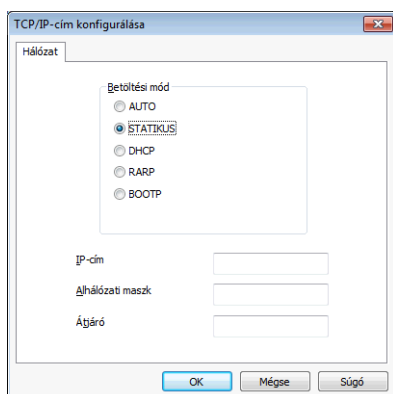 TCP/IP-cím konfigurálása
Hálózat
Betöltési mód
AUTO
STATIKUS
DHCP
RARP
BOOTP
IP-cím
Alhálózati maszk
Átjáró
OK Mégse Súgó